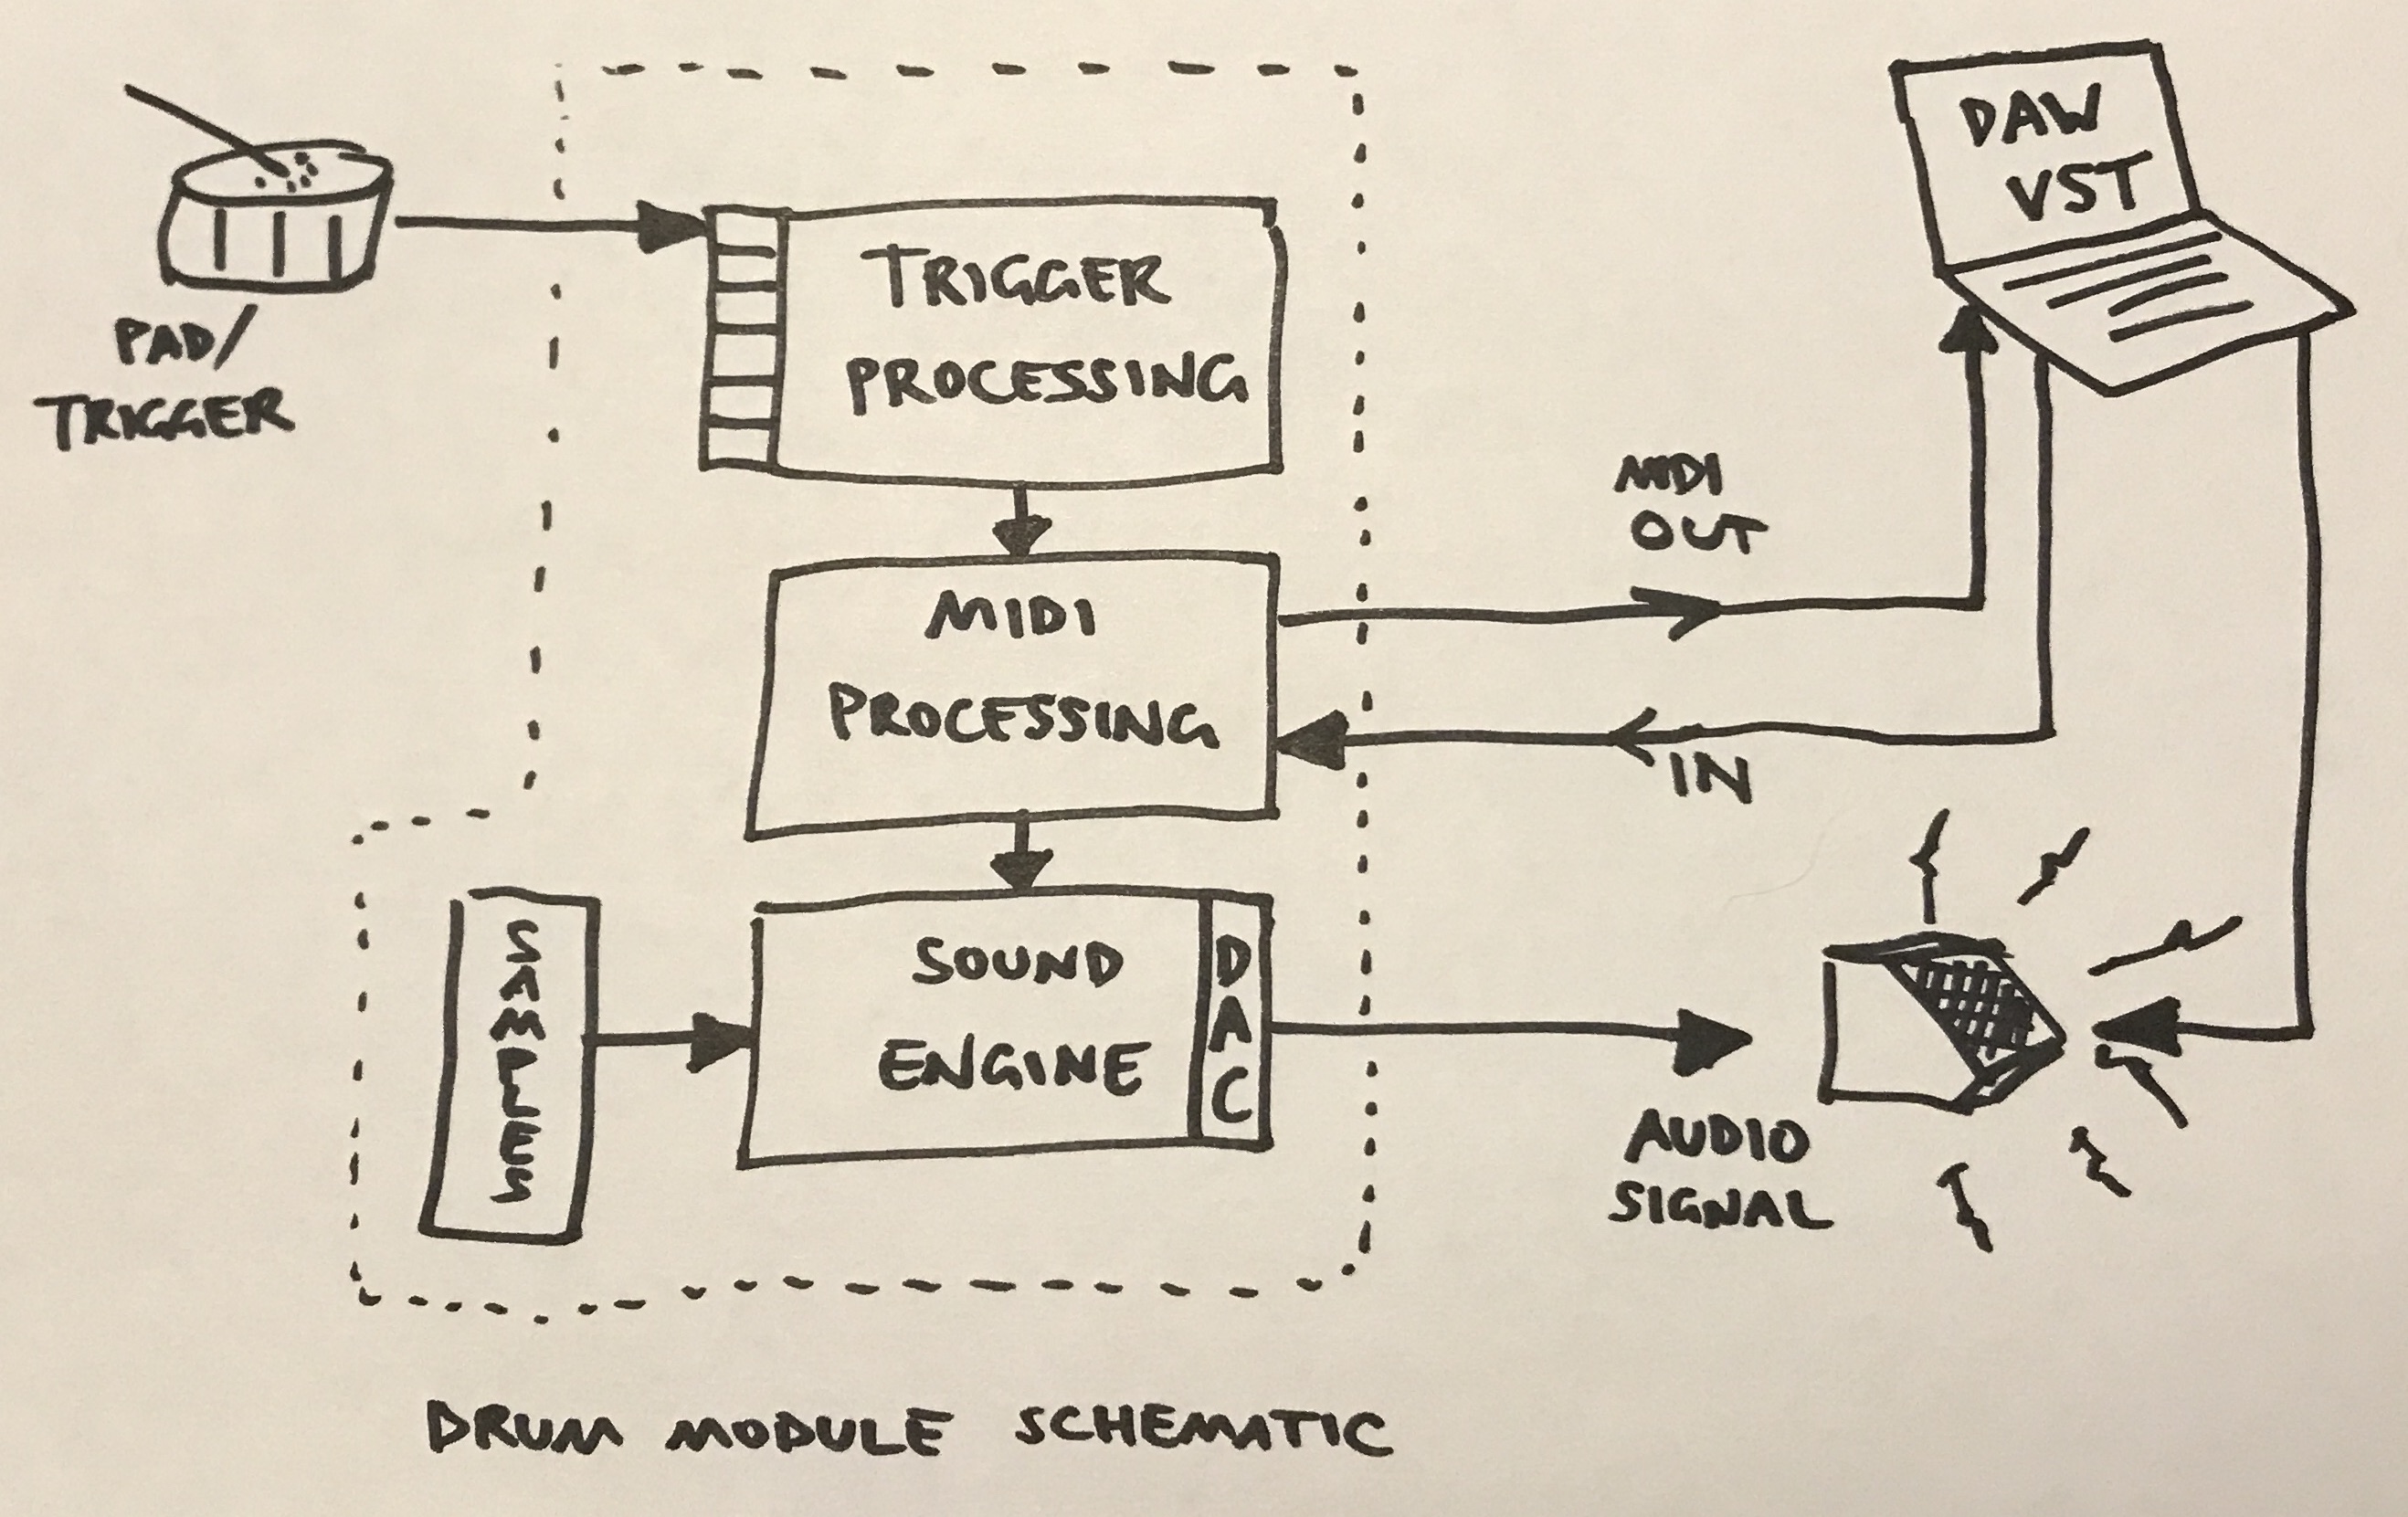 PAD/
TRIGGER
TRIGGER
PROCESSING
DAW
VST
MIDI
OUT
MIDI
PROCESSING
IN
SAMPLES
SOUND
ENGINE
DAC
AUDIO
SIGNAL
DRUM MODULE SCHEMATIC